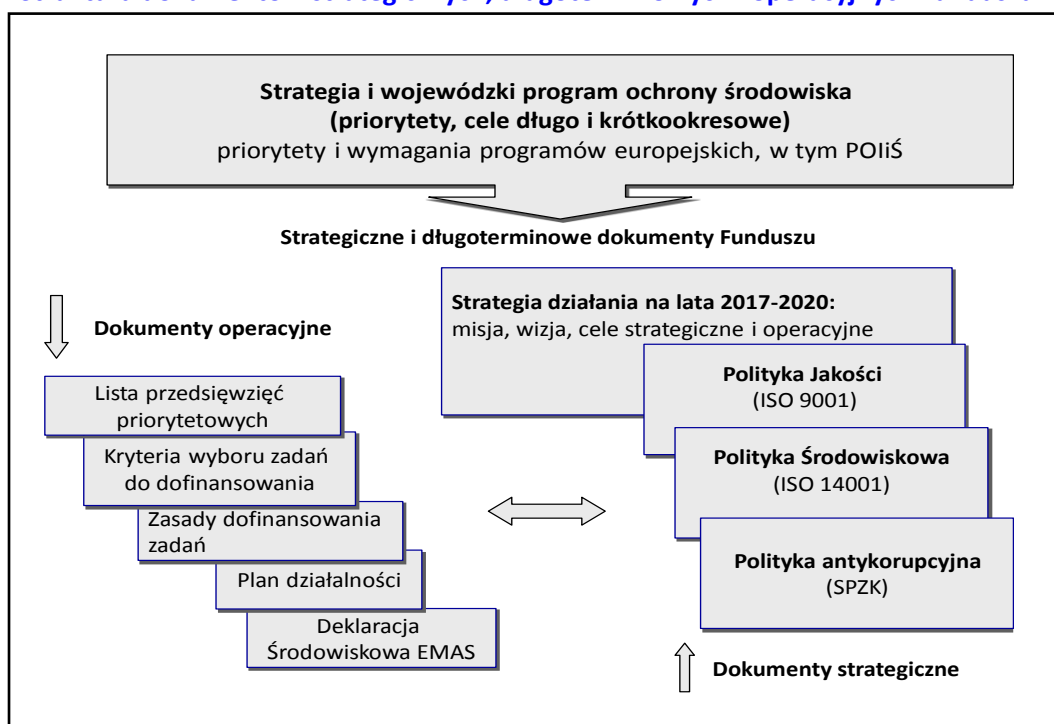 Strategia i wojewódzki program ochrony środowiska
(priorytety, cele długo i krótkookresowe)
priorytety i wymagania programów europejskich, w tym POIiŚ
Strategiczne i długoterminowe dokumenty Funduszu
Strategia działania na lata 2017-2020:
misja, wizja, cele strategiczne i operacyjne
Dokumenty operacyjne
Lista przedsięwzięć
priorytetowych
Kryteria wyboru zadań
do dofinansowania
Zasady dofinansowania
zadań
Plan działalności
Deklaracja
Środowiskowa EMAS
Polityka Jakości
(ISO 9001)
Polityka Środowiskowa
(ISO 14001)
Polityka antykorupcyjna
(SPZK)
Dokumenty strategiczne